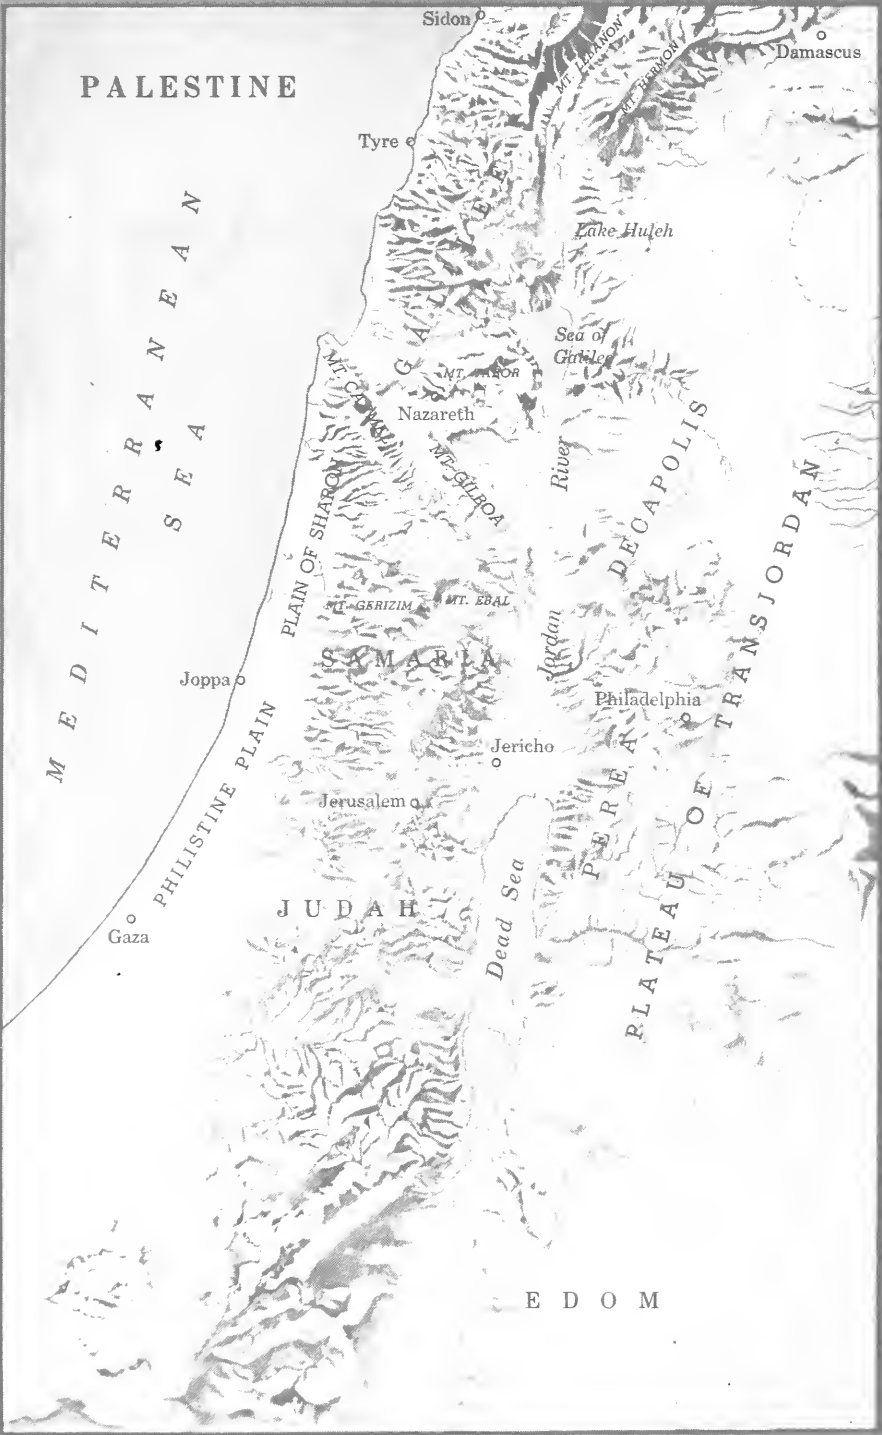 Sidon
Damascus
MT. LEBANON
MT. HERMON
PALESTINE
Tyre
MEDITERRANEAN
SEA
GALILEE
Lake Huleh
Sea of
Galilee
MT. TABOR
MT. CARMEL
Nazareth
MT. GILBOA
River
DECAPOLIS
PLAIN OF SHARON
MT. GERIZIM
MT. EBAL
Jordan
SAMARIA
Joppa
Philadelphia
PLATEAU OF TRANSJORDAN
Jericho
PEREA
PHILISTINE PLAIN
Jerusalem
Dead Sea
JUDAH
Gaza
EDOM